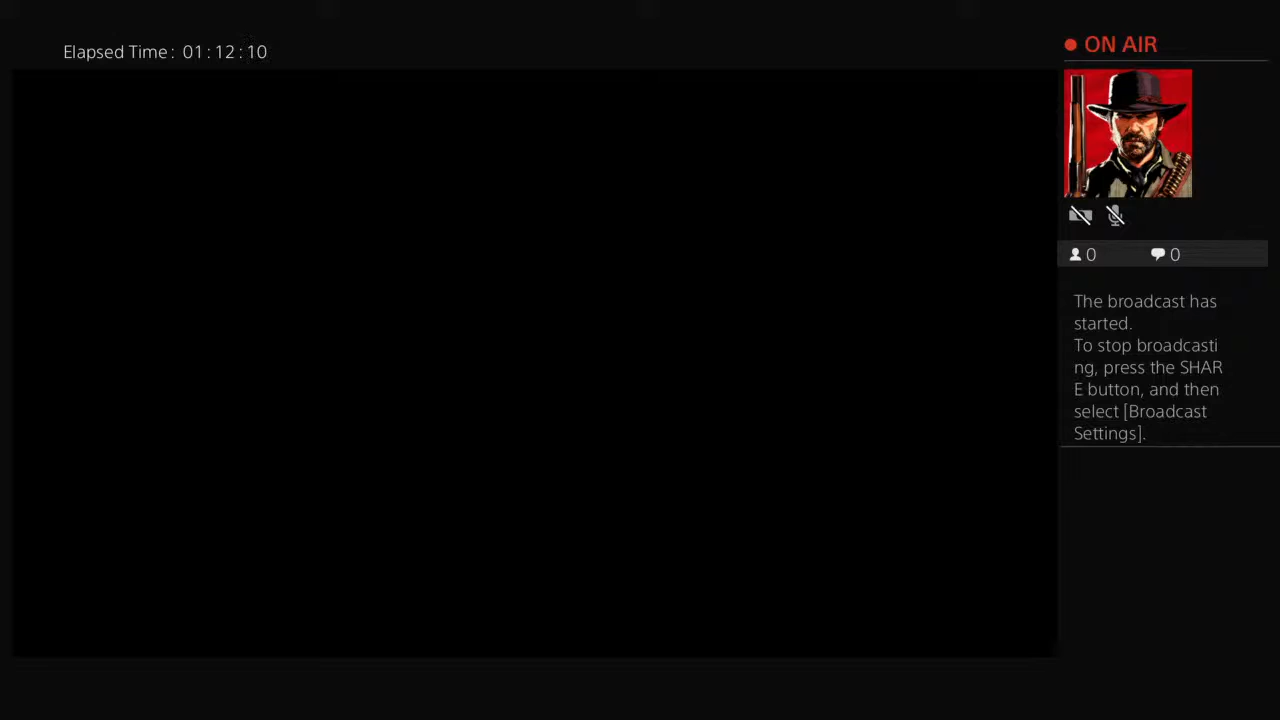 Elapsed Time: 01:12:10
ON AIR
0 0
The broadcast has
started.
To stop broadcasti
ng, press the SHAR
E button, and then
select [Broadcast
Settings].